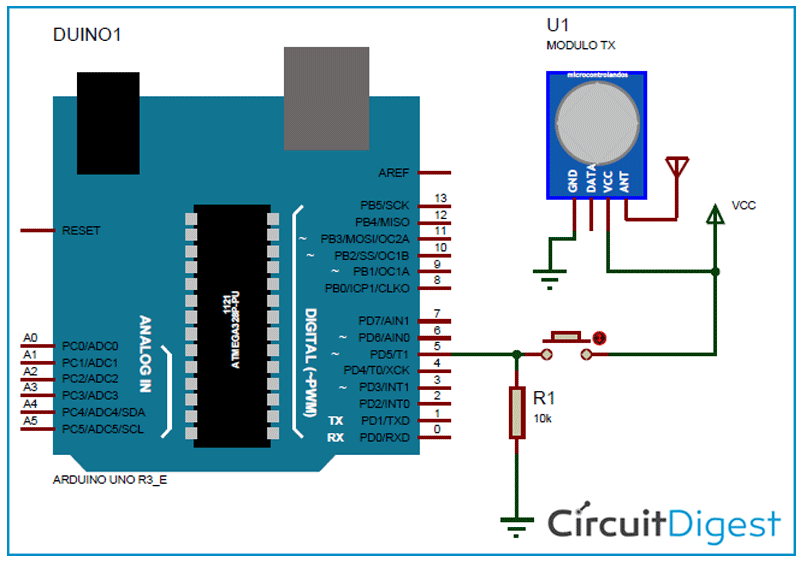 DUINO1
U1
MODULO TX
microcontrolandos
GND
DATA
VCC
ANT
VCC
AREF
PB5/SCK
13
PB4/MISO
12
~ PB3/MOSI/OC2A
11
~ PB2/SS/OC1B
10
~ PB1/OC1A
9
PB0/ICP1/CLKO
8
RESET
1121
ATMEGA328P-PU
DIGITAL (~PWM)
ANALOG IN
PD7/AIN1
7
~ PD6/AIN0
6
~ PD5/T1
5
PD4/T0/XCK
4
~ PD3/INT1
3
PD2/INT0
2
TX PD1/TXD
1
RX PD0/RXD
0
A0
PC0/ADC0
A1
PC1/ADC1
A2
PC2/ADC2
A3
PC3/ADC3
A4
PC4/ADC4/SDA
A5
PC5/ADC5/SCL
R1
10k
ARDUINO UNO R3_E
CircuitDigest